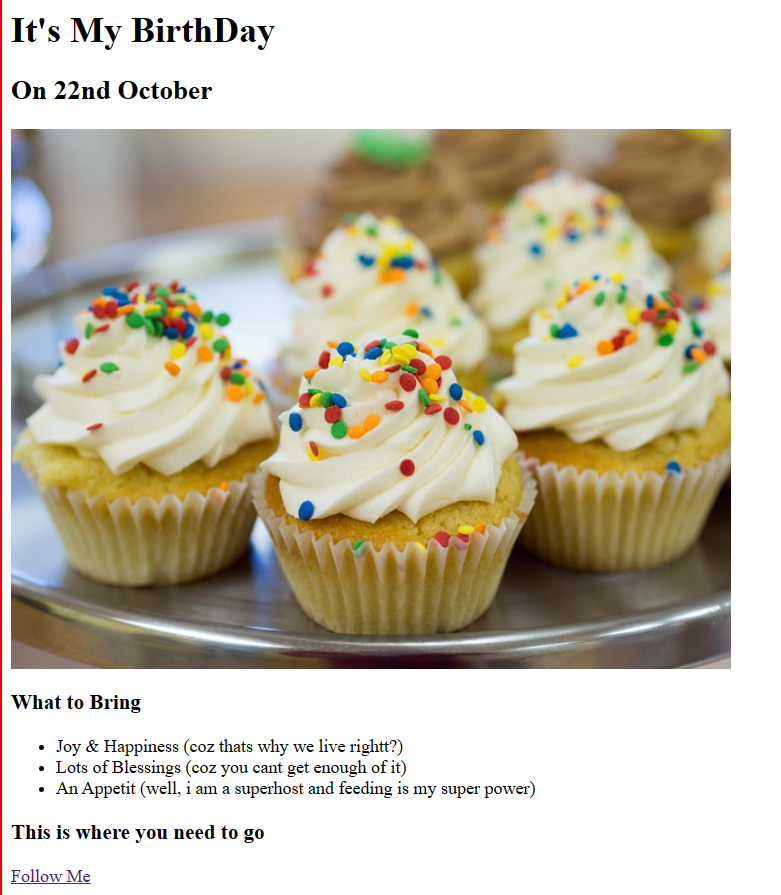 It's My BirthDay
On 22nd October
What to Bring
Joy & Happiness (coz thats why we live rightt?)
Lots of Blessings (coz you cant get enough of it)
An Appetit (well, i am a superhost and feeding is my super power)
This is where you need to go
Follow Me